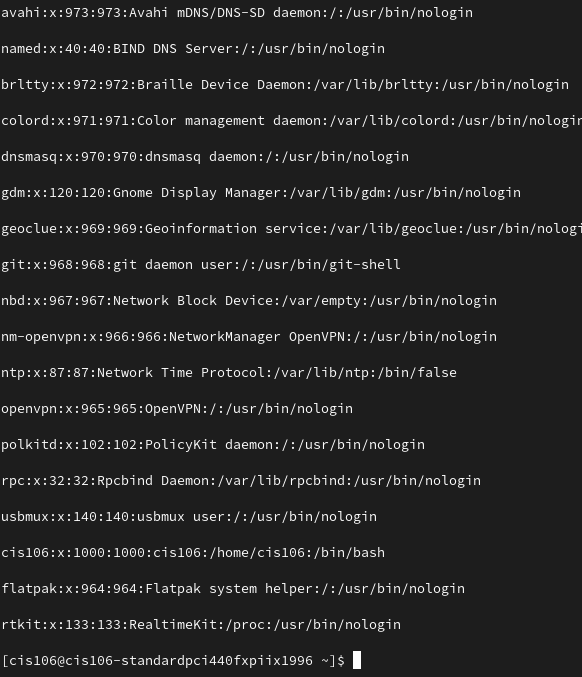 avahi:x:973:973:Avahi mDNS/DNS-SD daemon:/:/usr/bin/nologin
named:x:40:40:BIND DNS Server:/:/usr/bin/nologin
brltty:x:972:972:Braille Device Daemon:/var/lib/brltty:/usr/bin/nologin
colord:x:971:971:Color management daemon:/var/lib/colord:/usr/bin/nologin
dnsmasq:x:970:970:dnsmasq daemon:/:/usr/bin/nologin
gdm:x:120:120:Gnome Display Manager:/var/lib/gdm:/usr/bin/nologin
geoclue:x:969:969:Geoinformation service:/var/lib/geoclue:/usr/bin/nologi
git:x:968:968:git daemon user:/:/usr/bin/git-shell
nbd:x:967:967:Network Block Device:/var/empty:/usr/bin/nologin
nm-openvpn:x:966:966:NetworkManager OpenVPN:/:/usr/bin/nologin
ntp:x:87:87:Network Time Protocol:/var/lib/ntp:/bin/false
openvpn:x:965:965:OpenVPN:/:/usr/bin/nologin
polkitd:x:102:102:PolicyKit daemon:/:/usr/bin/nologin
rpc:x:32:32:Rpcbind Daemon:/var/lib/rpcbind:/usr/bin/nologin
usbmux:x:140:140:usbmux user:/:/usr/bin/nologin
cis106:x:1000:1000:cis106:/home/cis106:/bin/bash
flatpak:x:964:964:Flatpak system helper:/:/usr/bin/nologin
rtkit:x:133:133:RealtimeKit:/proc:/usr/bin/nologin
[cis106@cis106-standardpci440fxpiix1996 ~]$